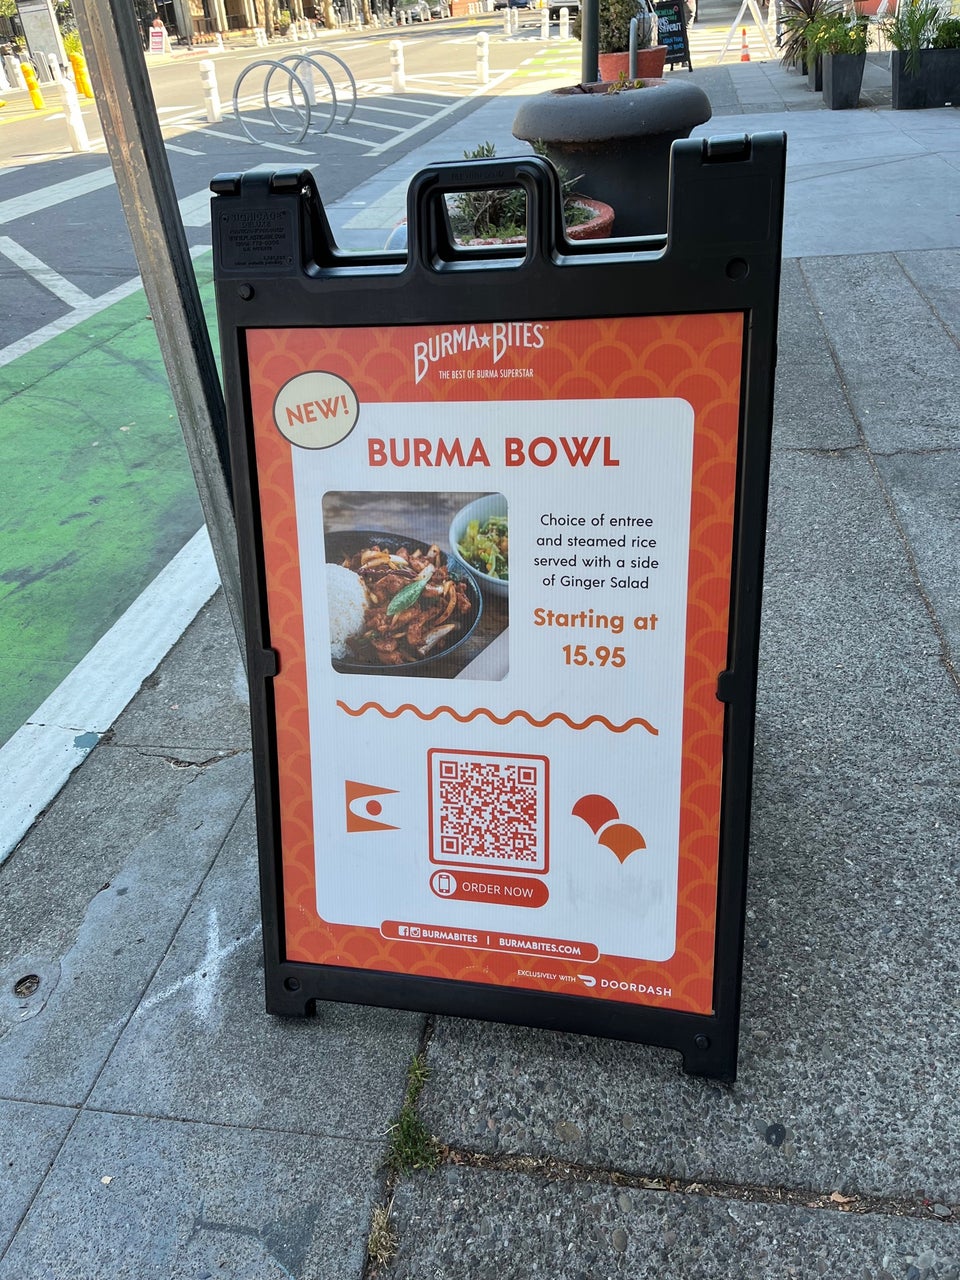 BURMA★BITES
THE BEST OF BURMA SUPERSTAR
NEW!
BURMA BOWL
Choice of entree
and steamed rice
served with a side
of Ginger Salad
Starting at
15.95
ORDER NOW
BURMABITES | BURMABITES.COM
EXCLUSIVELY WITH DOORDASH